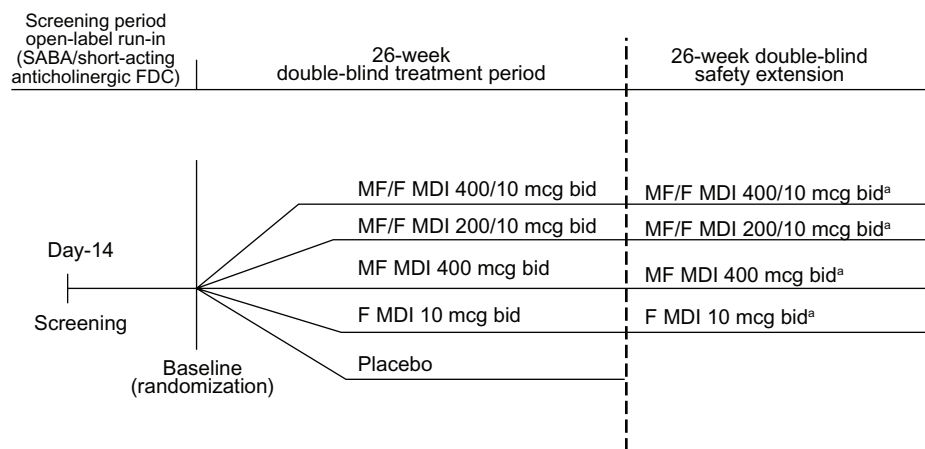 Screening period
open-label run-in
(SABA/short-acting
anticholinergic FDC)
26-week
double-blind treatment period
26-week double-blind
safety extension
MF/F MDI 400/10 mcg bid
MF/F MDI 400/10 mcg bidᵃ
MF/F MDI 200/10 mcg bid
MF/F MDI 200/10 mcg bidᵃ
Day-14
MF MDI 400 mcg bid
MF MDI 400 mcg bidᵃ
Screening
F MDI 10 mcg bid
F MDI 10 mcg bidᵃ
Placebo
Baseline
(randomization)